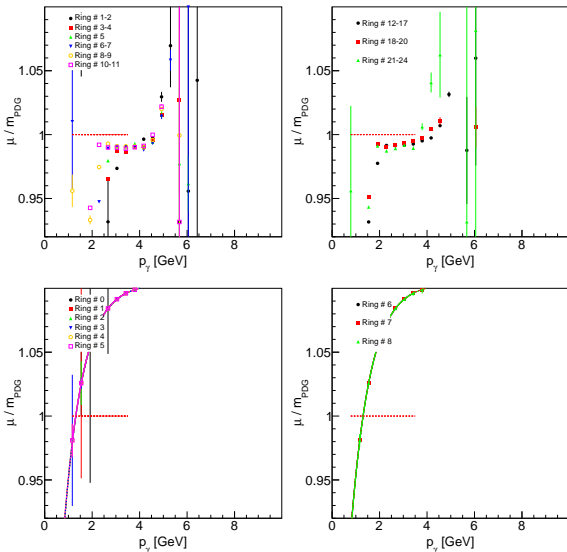 Ring # 1-2
Ring # 3-4
Ring # 5
Ring # 6-7
Ring # 8-9
Ring # 10-11
1.05
1
0.95
μ / m_PDG
0 2 4 6 8
p_γ [GeV]
Ring # 12-17
Ring # 18-20
Ring # 21-24
1.05
1
0.95
μ / m_PDG
0 2 4 6 8
p_γ [GeV]
Ring # 0
Ring # 1
Ring # 2
Ring # 3
Ring # 4
Ring # 5
1.05
1
0.95
μ / m_PDG
0 2 4 6 8
p_γ [GeV]
Ring # 6
Ring # 7
Ring # 8
1.05
1
0.95
μ / m_PDG
0 2 4 6 8
p_γ [GeV]